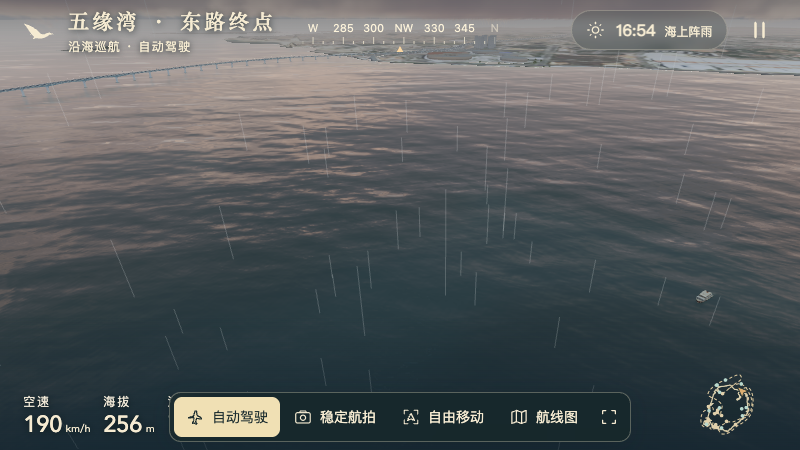 五缘湾 · 东路终点
沿海巡航 · 自动驾驶
W 285 300 NW 330 345 N
16:54 海上阵雨
空速
190 km/h
海拔
256 m
自动驾驶
稳定航拍
自由移动
航线图